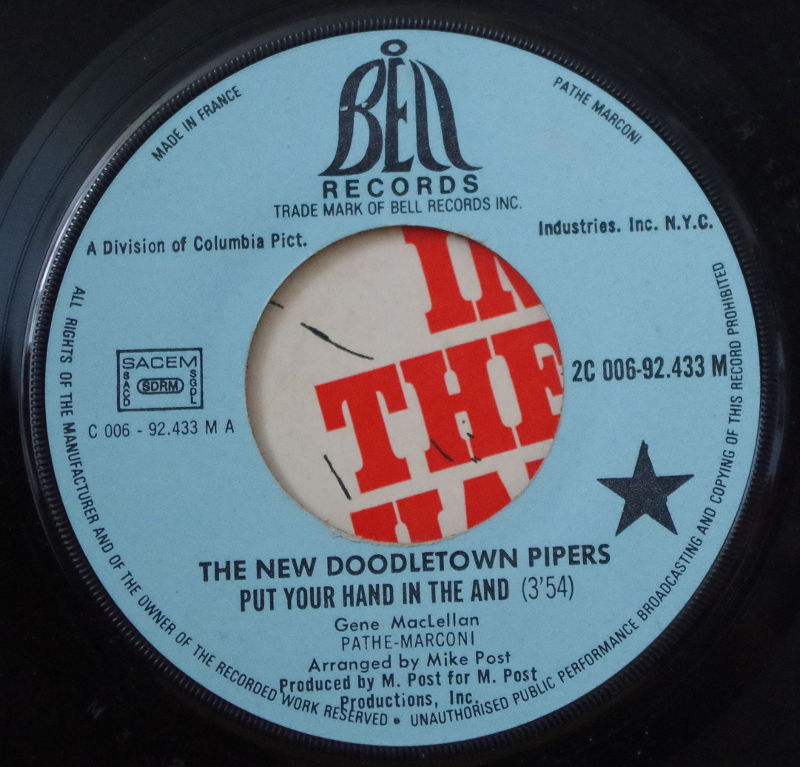 BELL
RECORDS
TRADE MARK OF BELL RECORDS INC.
MADE IN FRANCE
PATHE MARCONI
A Division of Columbia Pict.
Industries. Inc. N.Y.C.
SACEM
SACD
SDRM
SGDL
C 006 - 92.433 M A
2C 006-92.433 M
IN
THE
HAN
THE NEW DOODLETOWN PIPERS
PUT YOUR HAND IN THE AND (3'54)
Gene MacLellan
PATHE-MARCONI
Arranged by Mike Post
Produced by M. Post for M. Post
Productions, Inc.
ALL RIGHTS OF THE MANUFACTURER AND OF THE OWNER OF THE RECORDED WORK RESERVED • UNAUTHORISED PUBLIC PERFORMANCE BROADCASTING AND COPYING OF THIS RECORD PROHIBITED